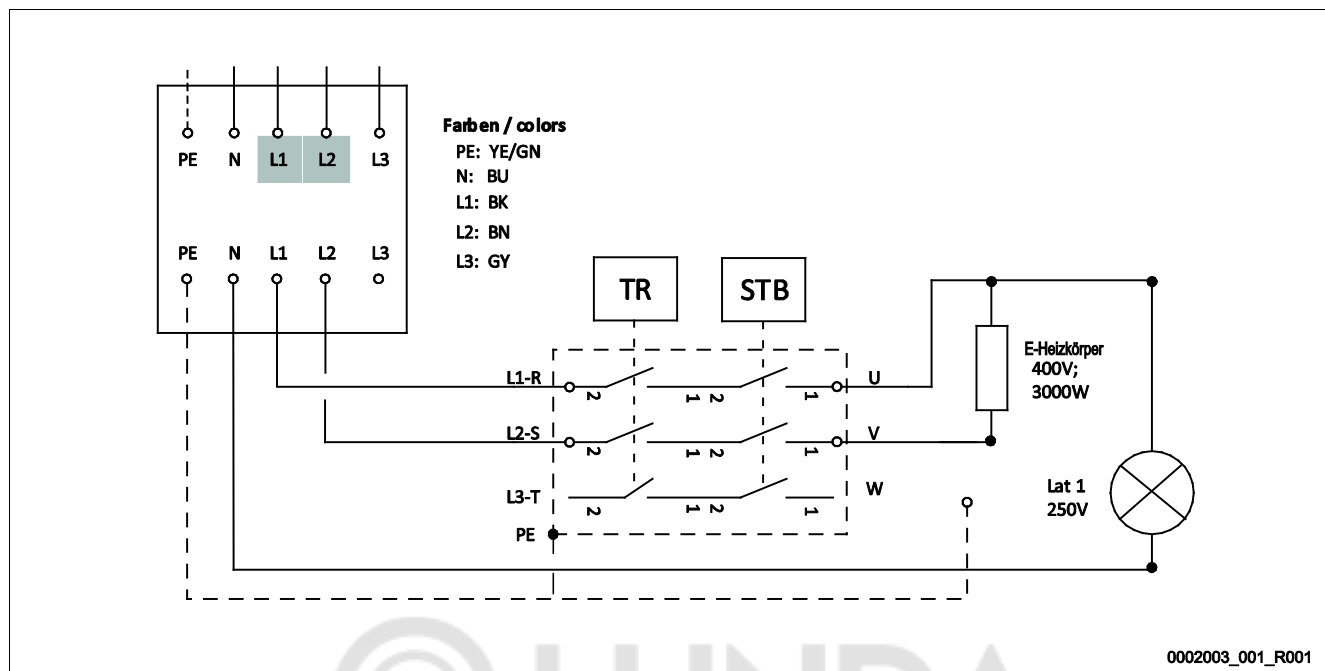 PE N L1 L2 L3
PE N L1 L2 L3
Farben / colors
PE: YE/GN
N: BU
L1: BK
L2: BN
L3: GY
TR
STB
L1-R 2 1 2 1 U
L2-S 2 1 2 1 V
L3-T 2 1 2 1 W
PE
E-Heizkörper
400V;
3000W
Lat 1
250V
LUNDA
0002003_001_R001